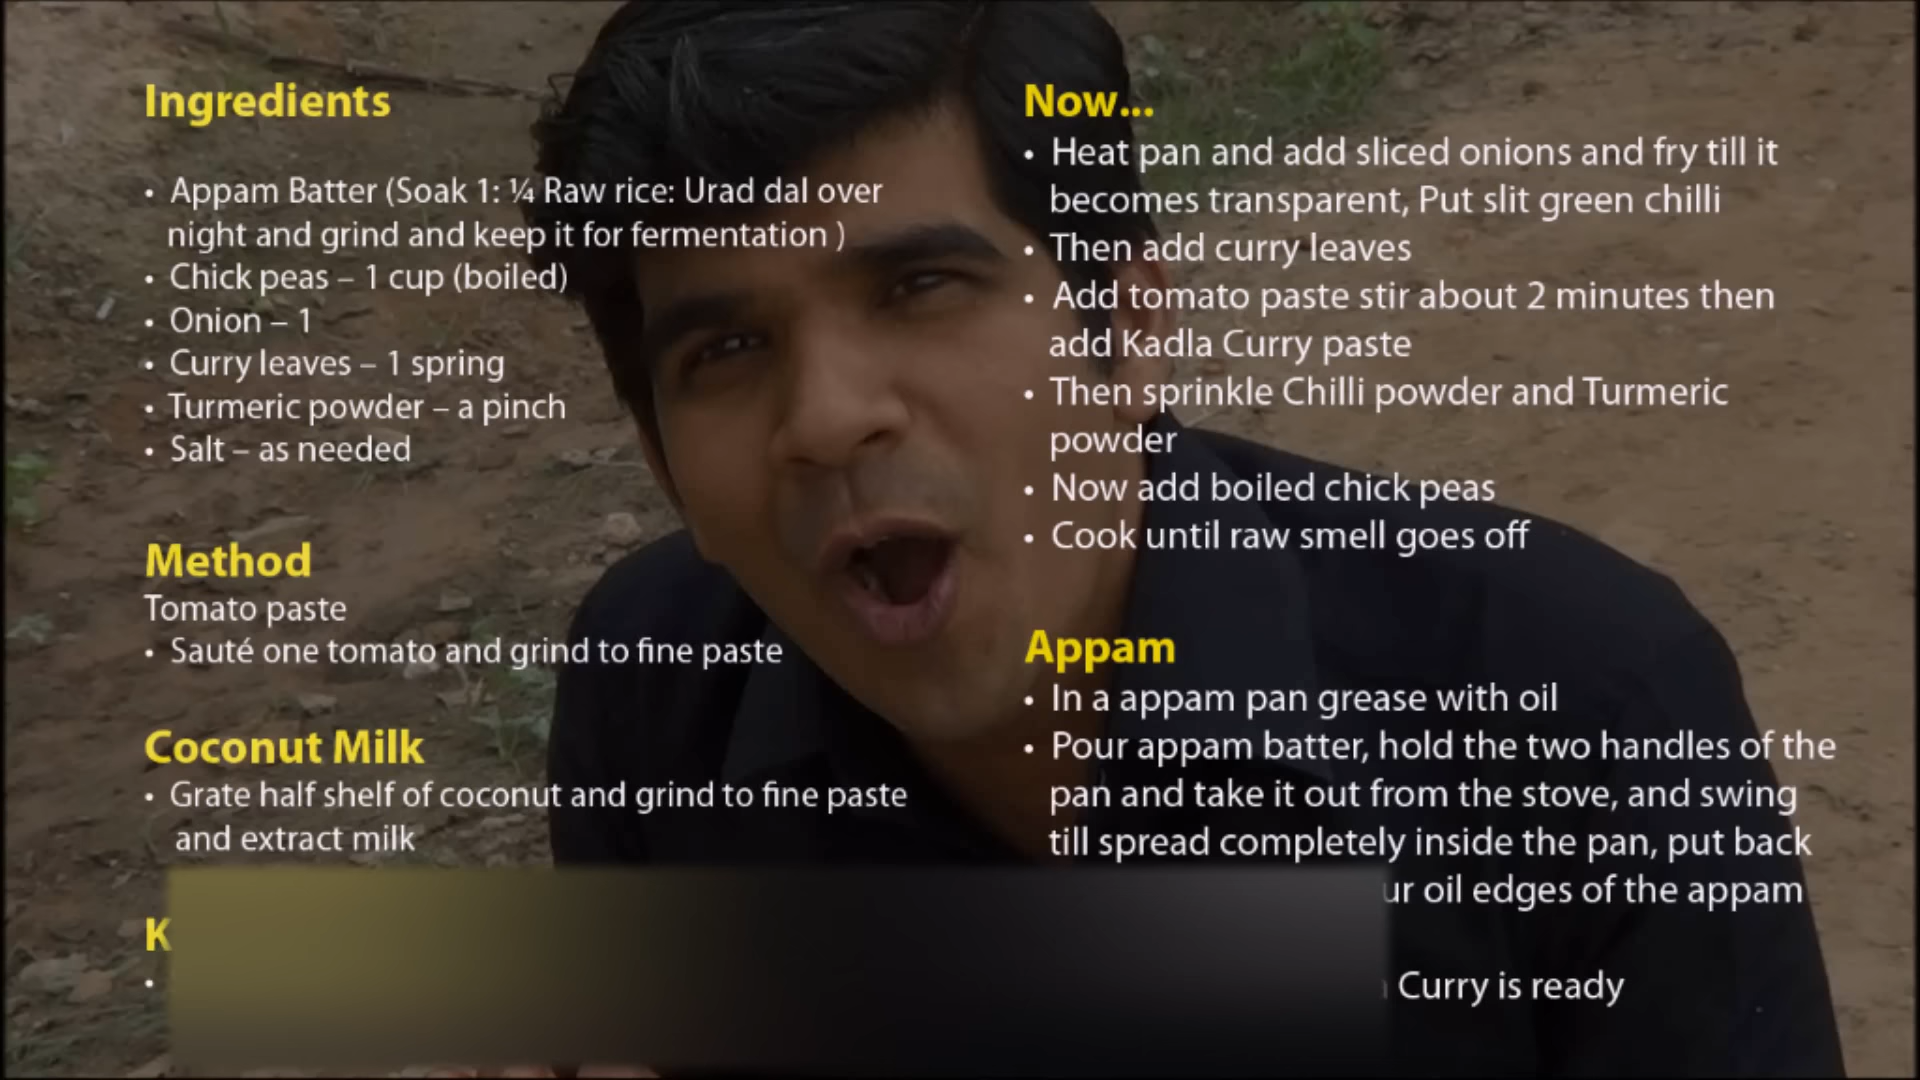 Ingredients
• Appam Batter (Soak 1: ¼ Raw rice: Urad dal over
night and grind and keep it for fermentation )
• Chick peas – 1 cup (boiled)
• Onion – 1
• Curry leaves – 1 spring
• Turmeric powder – a pinch
• Salt – as needed
Method
Tomato paste
• Sauté one tomato and grind to fine paste
Coconut Milk
• Grate half shelf of coconut and grind to fine paste
and extract milk
Now...
• Heat pan and add sliced onions and fry till it
becomes transparent, Put slit green chilli
• Then add curry leaves
• Add tomato paste stir about 2 minutes then
add Kadla Curry paste
• Then sprinkle Chilli powder and Turmeric
powder
• Now add boiled chick peas
• Cook until raw smell goes off
Appam
• In a appam pan grease with oil
• Pour appam batter, hold the two handles of the
pan and take it out from the stove, and swing
till spread completely inside the pan, put back
oil edges of the appam
Curry is ready